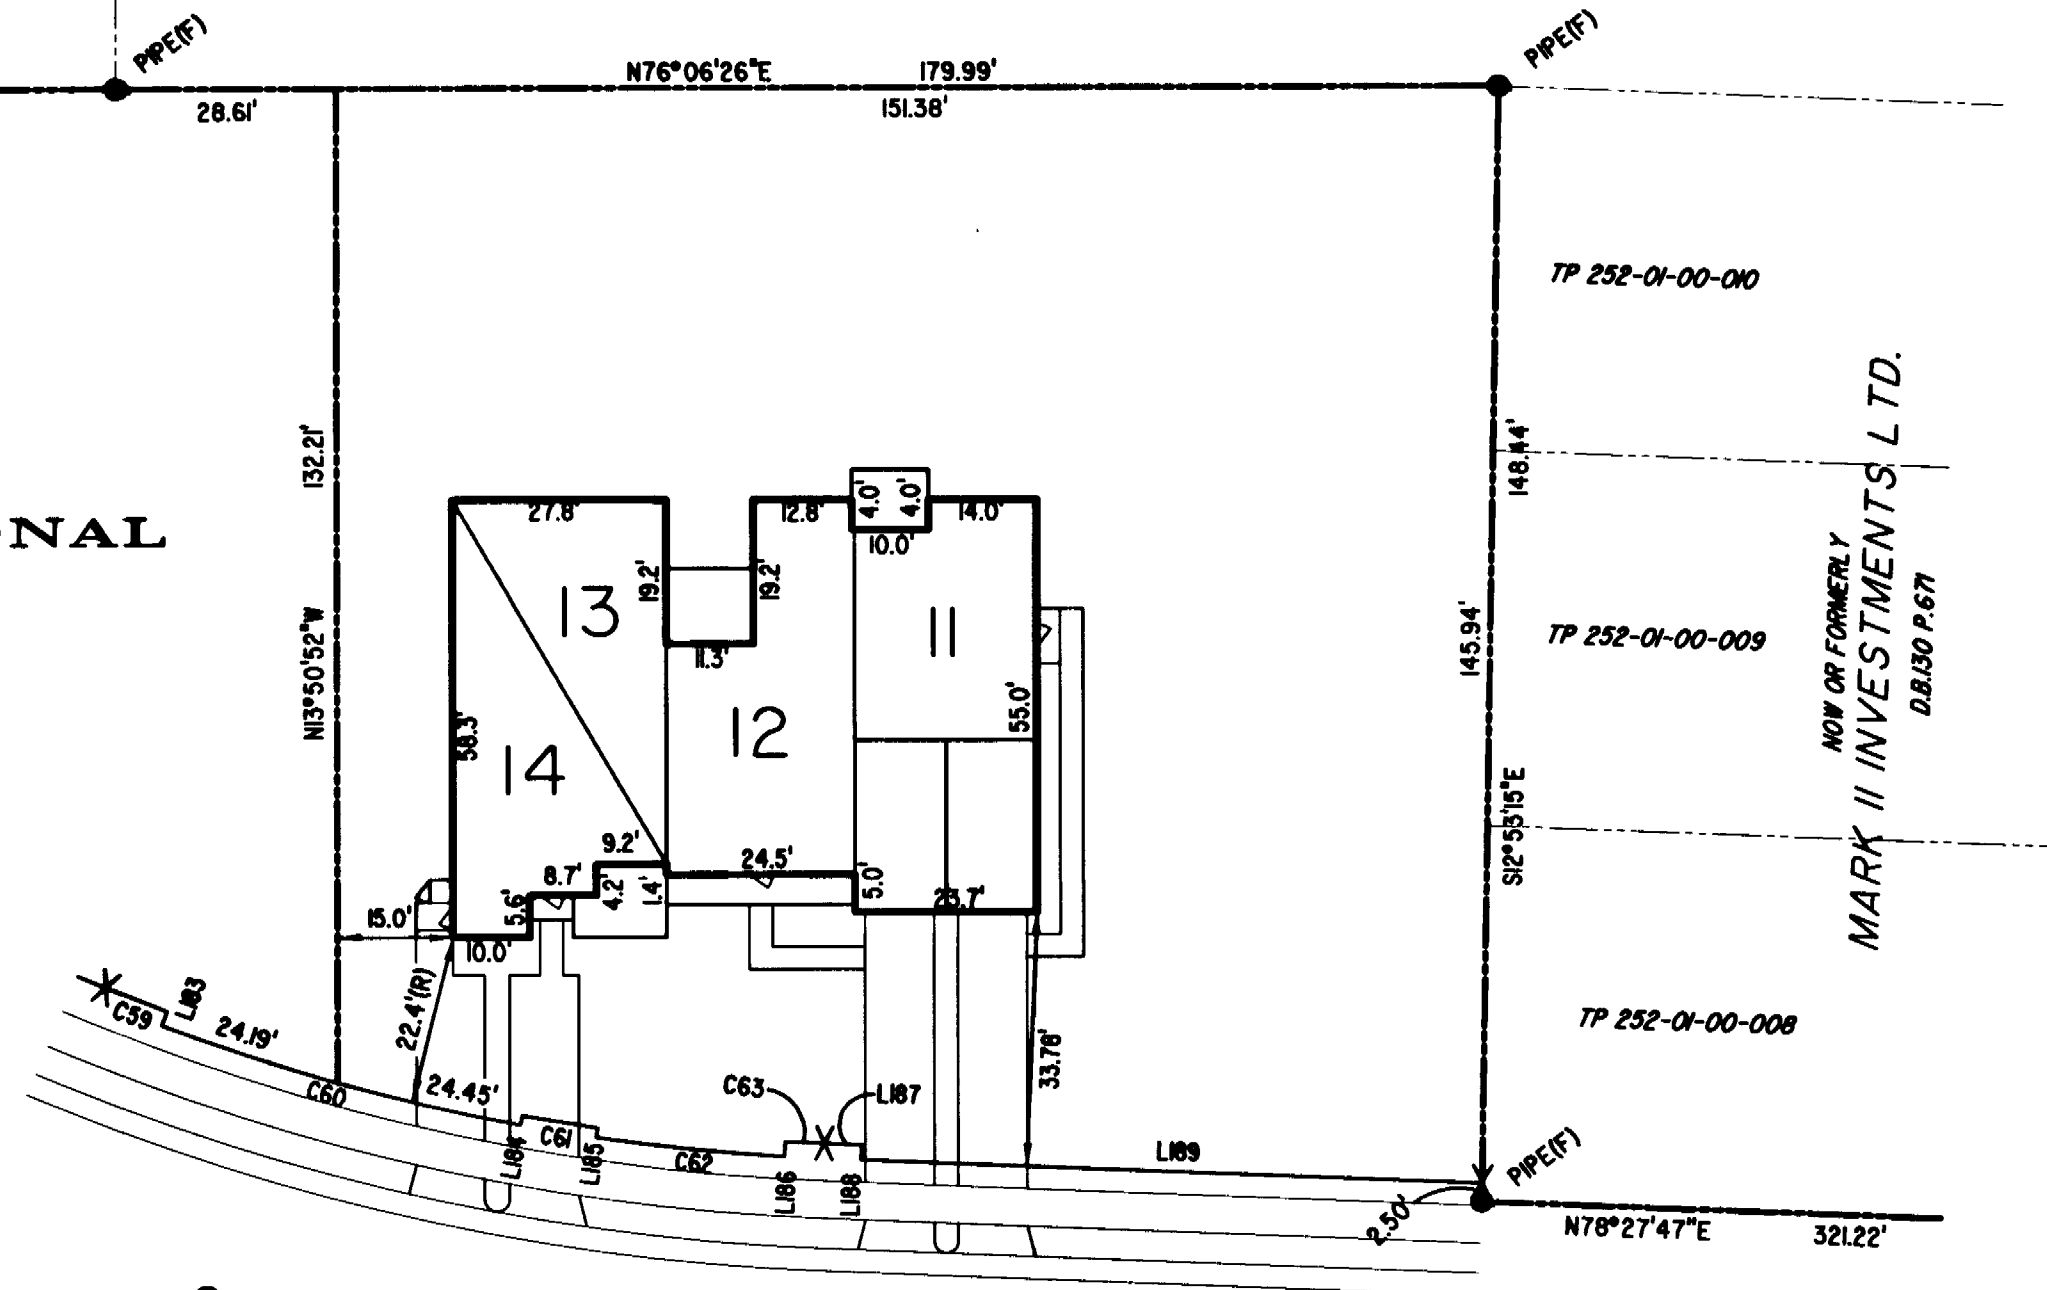 PIPE(F)
PIPE(F)
N76°06'26"E 179.99'
28.61'
151.38'
TP 252-01-00-010
132.21'
148.44'
NAL
27.8'
12.8'
4.0'
4.0'
14.0'
10.0'
19.2'
19.2'
13
11
11.3'
N13°50'52"W
145.94'
TP 252-01-00-009
NOW OR FORMERLY
MARK II INVESTMENTS LTD.
D.B.130 P.671
12
55.0'
58.3'
14
S12°53'15"E
9.2'
24.5'
8.7'
4.2'
1.4'
5.0'
5.6'
23.7'
15.0'
10.0'
L183
C59
24.19'
22.4'(R)
33.78'
TP 252-01-00-008
C60
24.45'
C63
L187
L184
C61
L185
C62
L186
L188
L189
PIPE(F)
2.50'
N78°27'47"E 321.22'